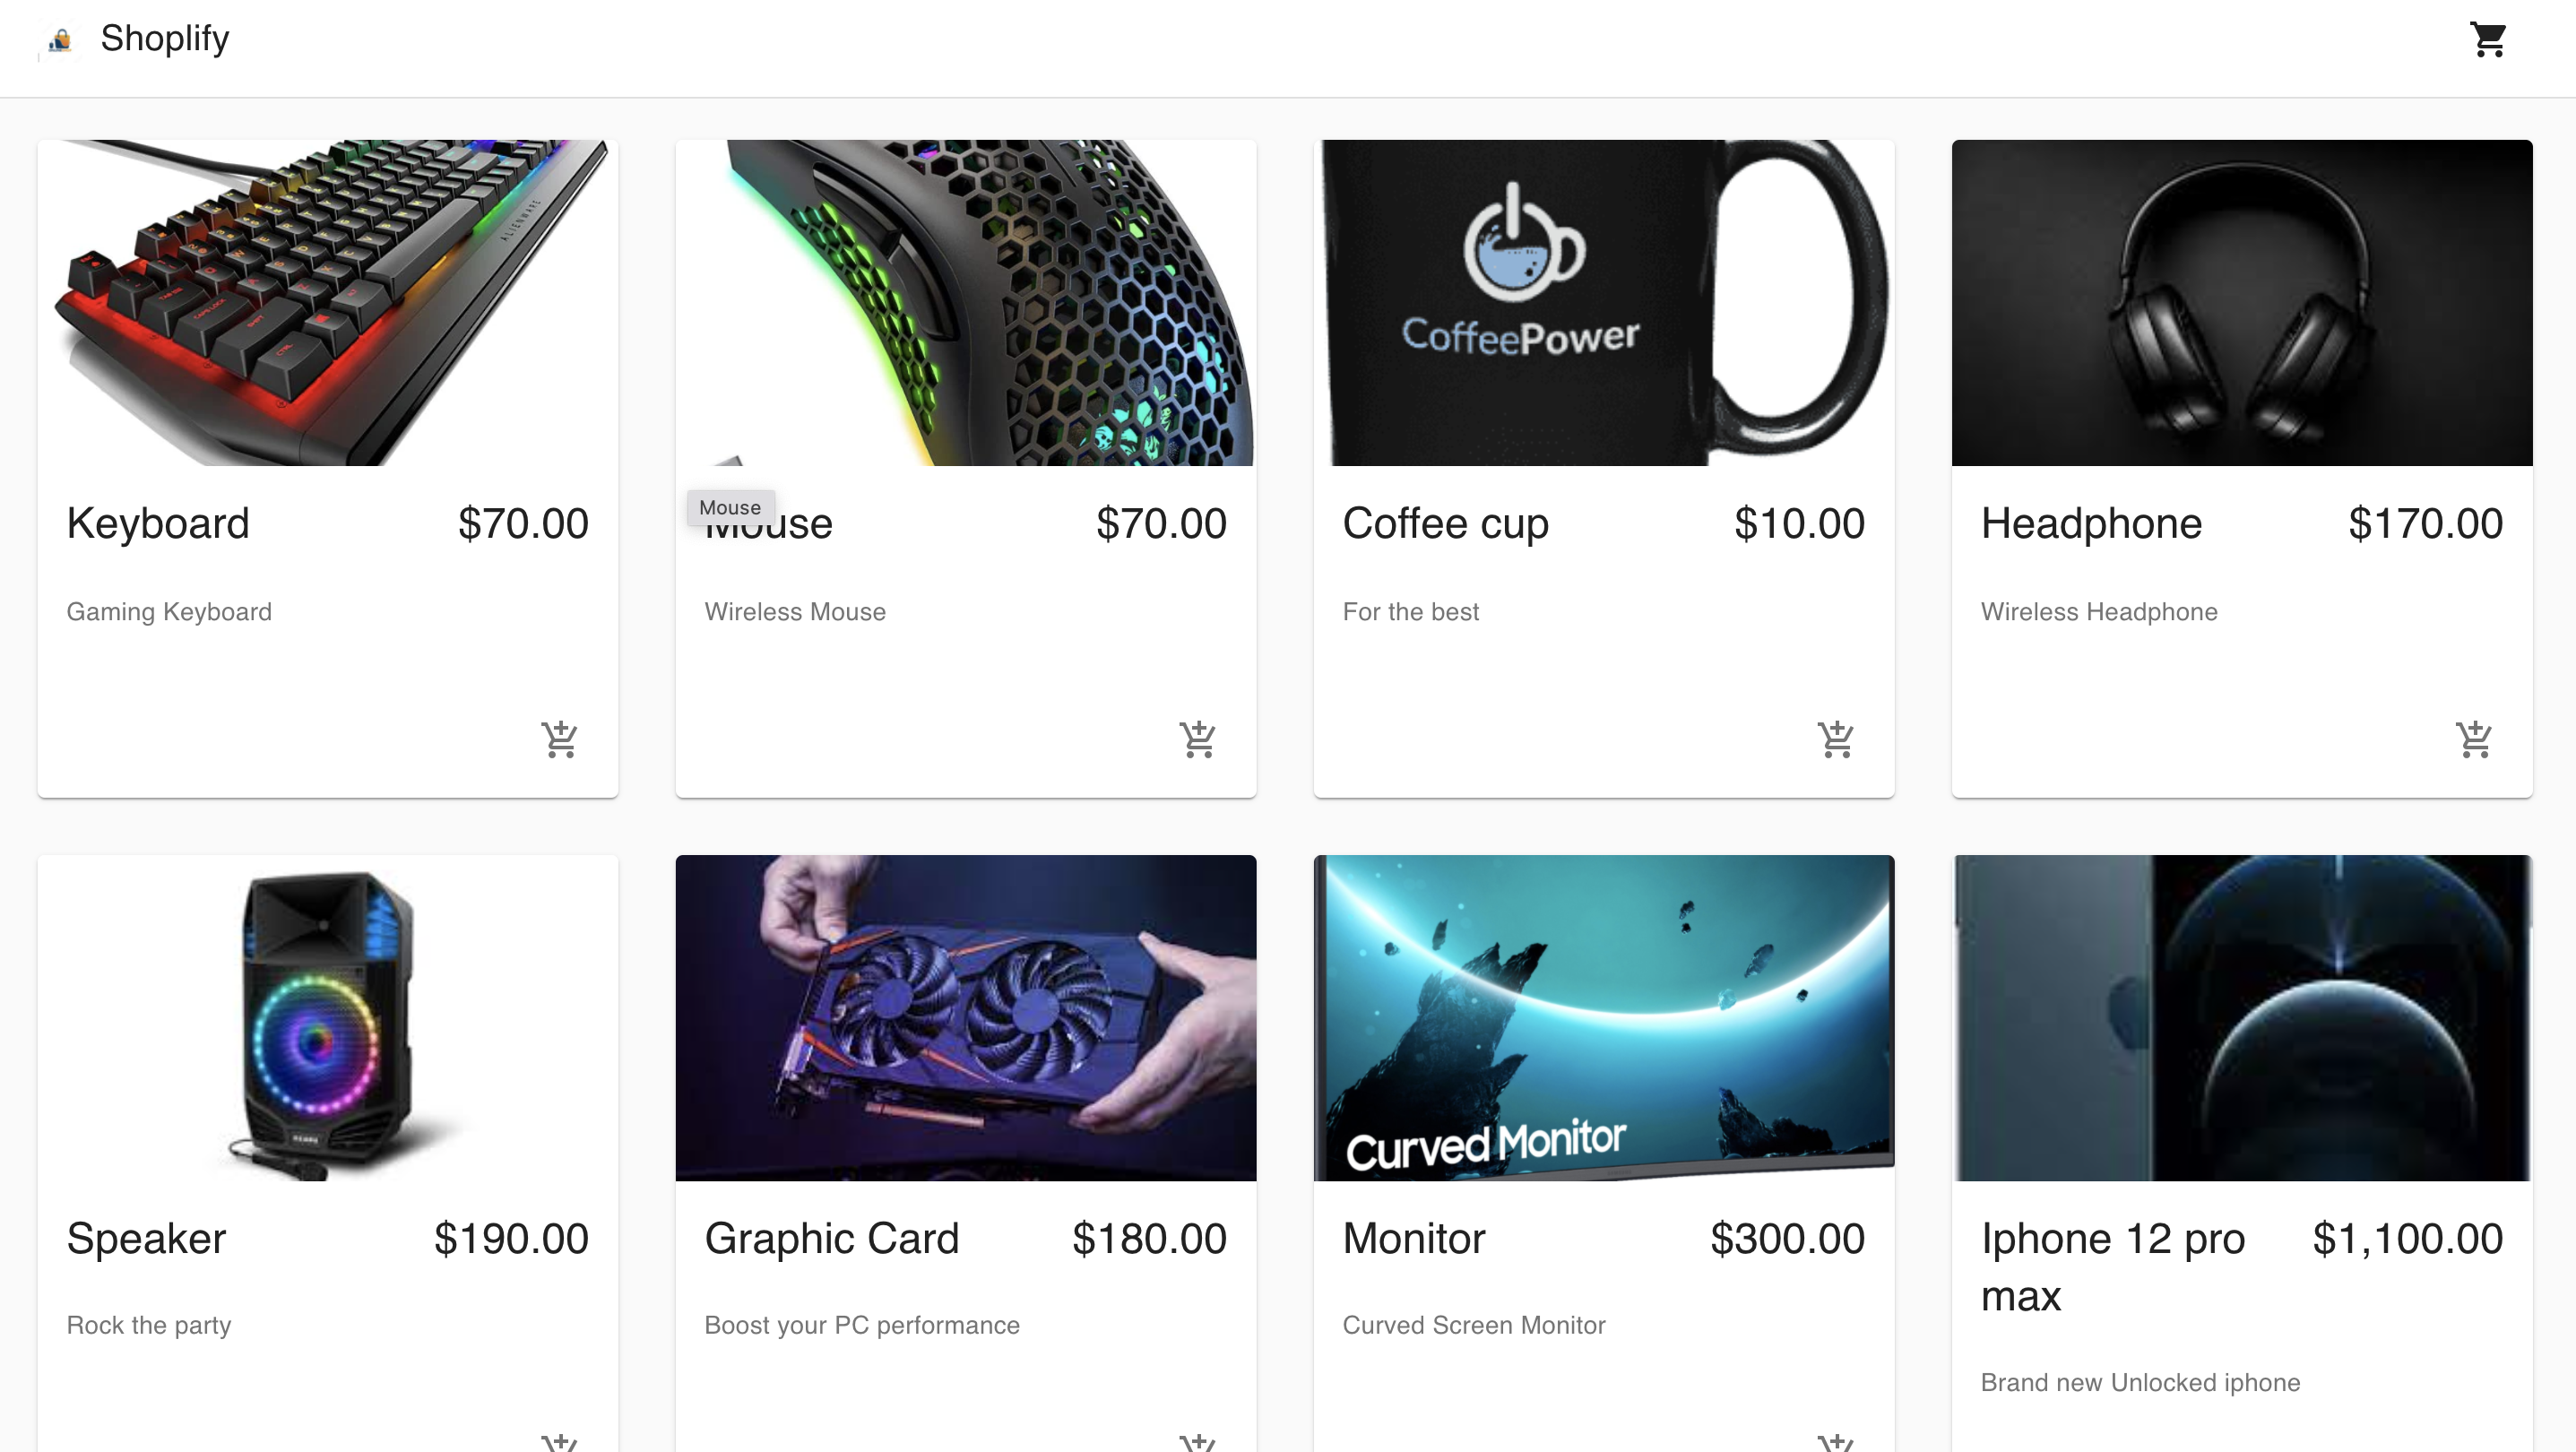 Shoplify
ALIENWARE
CoffeePower
Keyboard $70.00
Gaming Keyboard
Mouse
Mouse $70.00
Wireless Mouse
Coffee cup $10.00
For the best
Headphone $170.00
Wireless Headphone
Curved Monitor
Speaker $190.00
Rock the party
Graphic Card $180.00
Boost your PC performance
Monitor $300.00
Curved Screen Monitor
Iphone 12 pro $1,100.00
max
Brand new Unlocked iphone